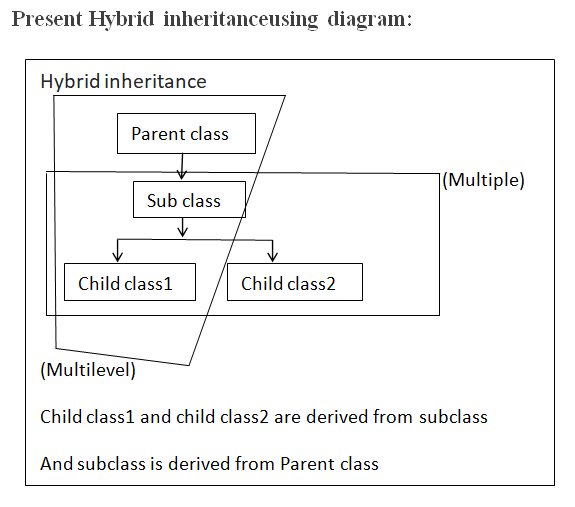 Present Hybrid inheritanceusing diagram:
Hybrid inheritance
Parent class
(Multiple)
Sub class
Child class1
Child class2
(Multilevel)
Child class1 and child class2 are derived from subclass
And subclass is derived from Parent class